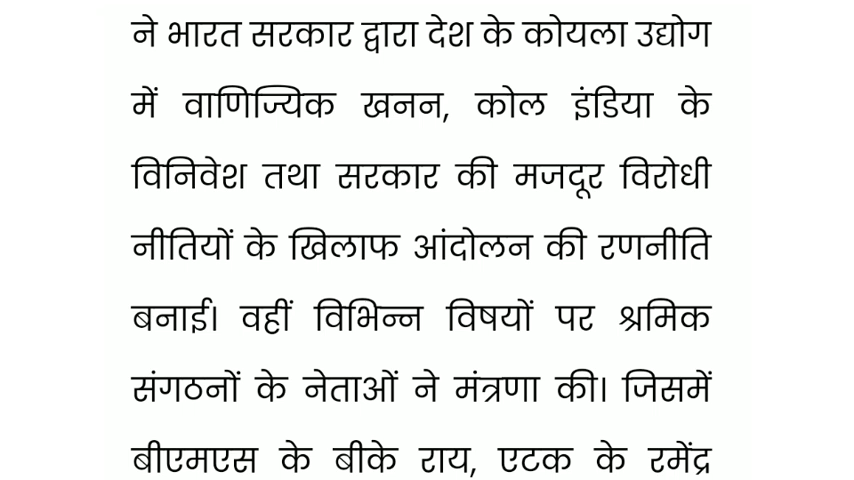 ने भारत सरकार द्वारा देश के कोयला उद्योग
में वाणिज्यिक खनन, कोल इंडिया के
विनिवेश तथा सरकार की मजदूर विरोधी
नीतियों के खिलाफ आंदोलन की रणनीति
बनाई। वहीं विभिन्न विषयों पर श्रमिक
संगठनों के नेताओं ने मंत्रणा की। जिसमें
बीएमएस के बीके राय, एटक के रमेंद्र